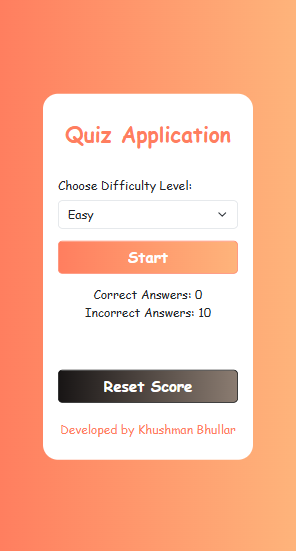 Quiz Application
Choose Difficulty Level:
Easy
Start
Correct Answers: 0
Incorrect Answers: 10
Reset Score
Developed by Khushman Bhullar